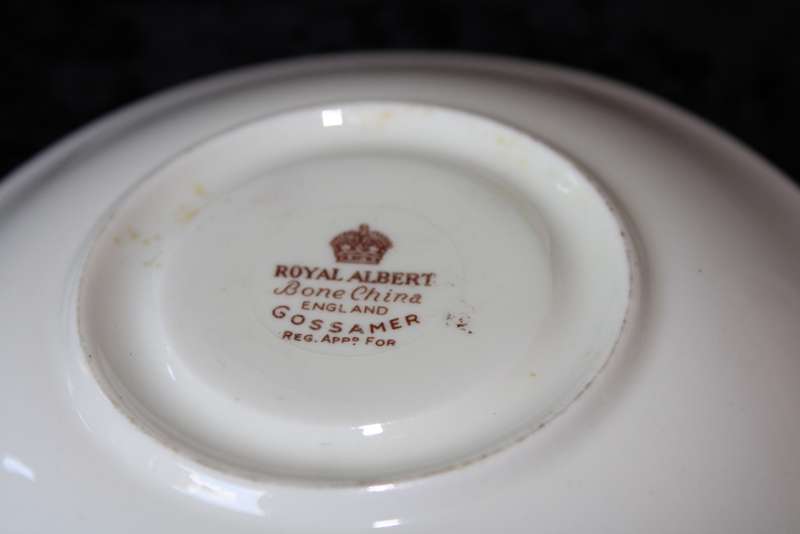 ROYAL ALBERT
Bone China
ENGLAND
GOSSAMER
REG. APPD. FOR